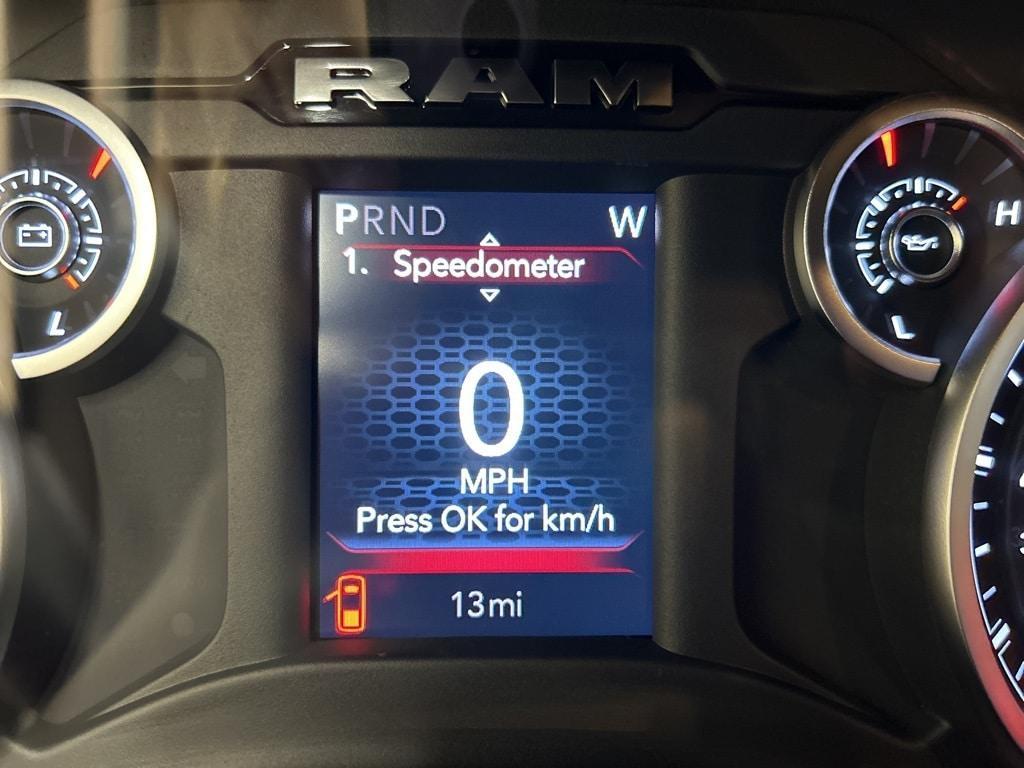 RAM
PRND W
1. Speedometer
H
L
L
0
MPH
Press OK for km/h
13mi